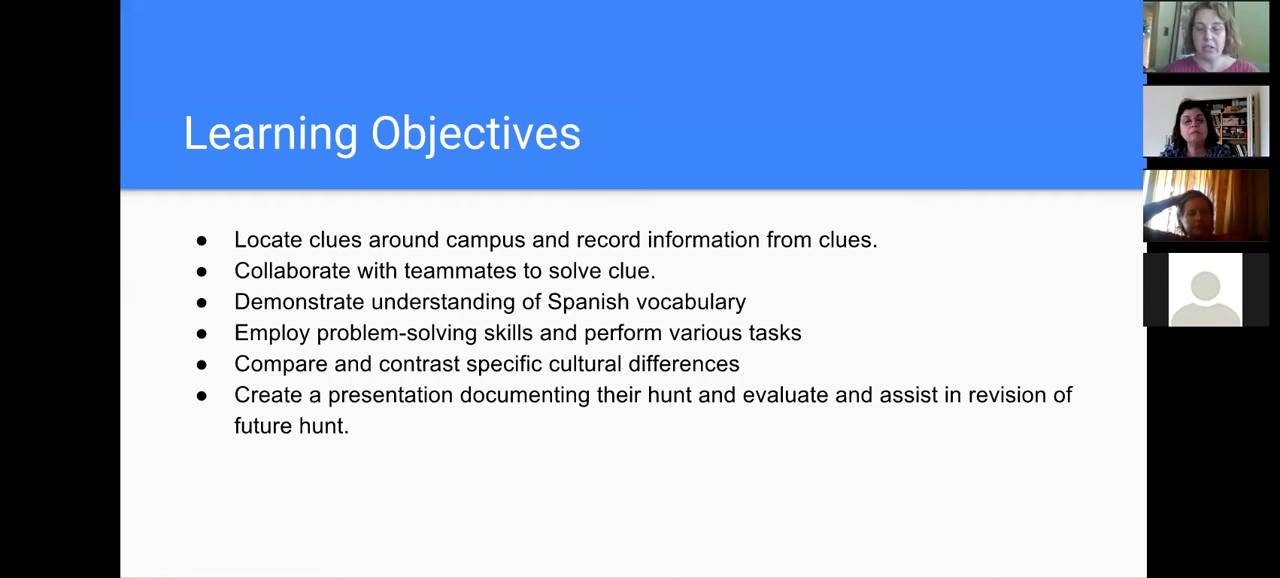 Learning Objectives
● Locate clues around campus and record information from clues.
● Collaborate with teammates to solve clue.
● Demonstrate understanding of Spanish vocabulary
● Employ problem-solving skills and perform various tasks
● Compare and contrast specific cultural differences
● Create a presentation documenting their hunt and evaluate and assist in revision of
future hunt.